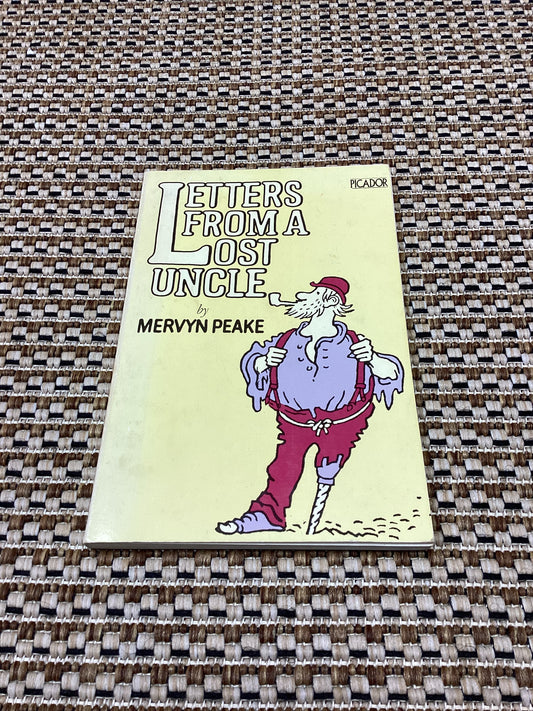 PICADOR
LETTERS
FROM A
LOST
UNCLE
by
MERVYN PEAKE